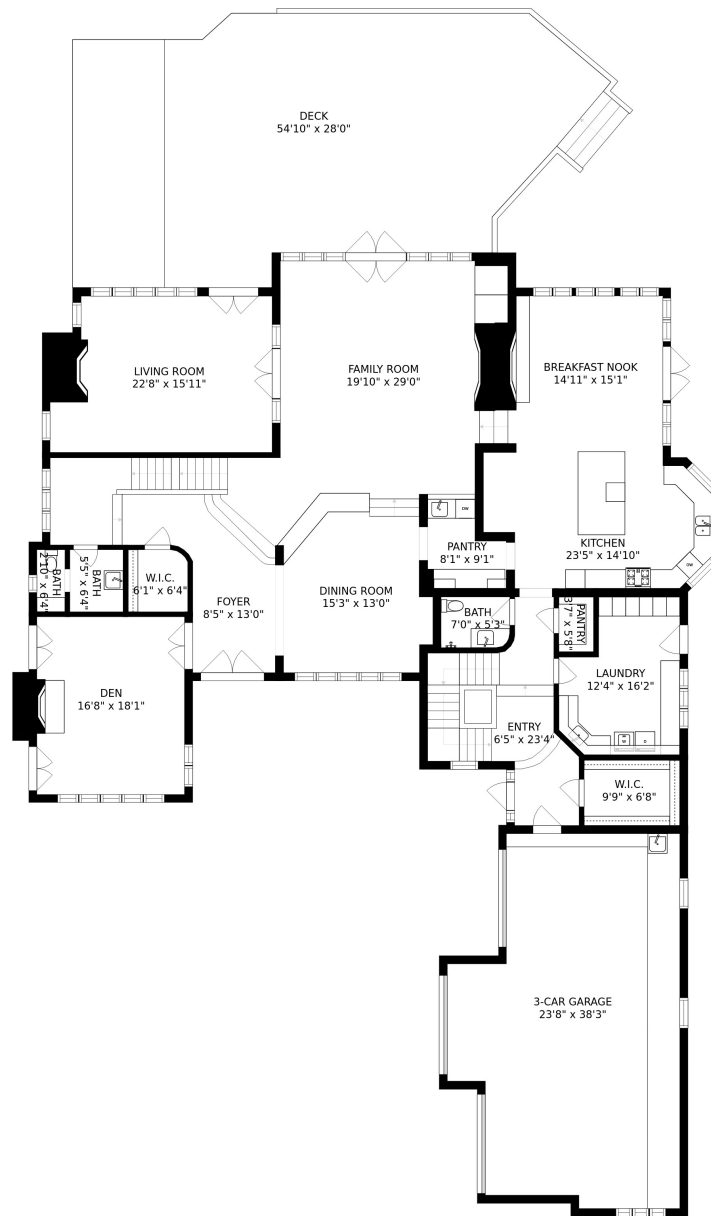 DECK
54'10" x 28'0"
LIVING ROOM
22'8" x 15'11"
FAMILY ROOM
19'10" x 29'0"
BREAKFAST NOOK
14'11" x 15'1"
DW
KITCHEN
23'5" x 14'10"
DW
PANTRY
8'1" x 9'1"
BATH
2'10" x 6'4"
BATH
5'5" x 6'4"
W.I.C.
6'1" x 6'4"
FOYER
8'5" x 13'0"
DINING ROOM
15'3" x 13'0"
BATH
7'0" x 5'3"
PANTRY
3'7" x 5'8"
DEN
16'8" x 18'1"
LAUNDRY
12'4" x 16'2"
ENTRY
6'5" x 23'4"
W
D
W.I.C.
9'9" x 6'8"
3-CAR GARAGE
23'8" x 38'3"